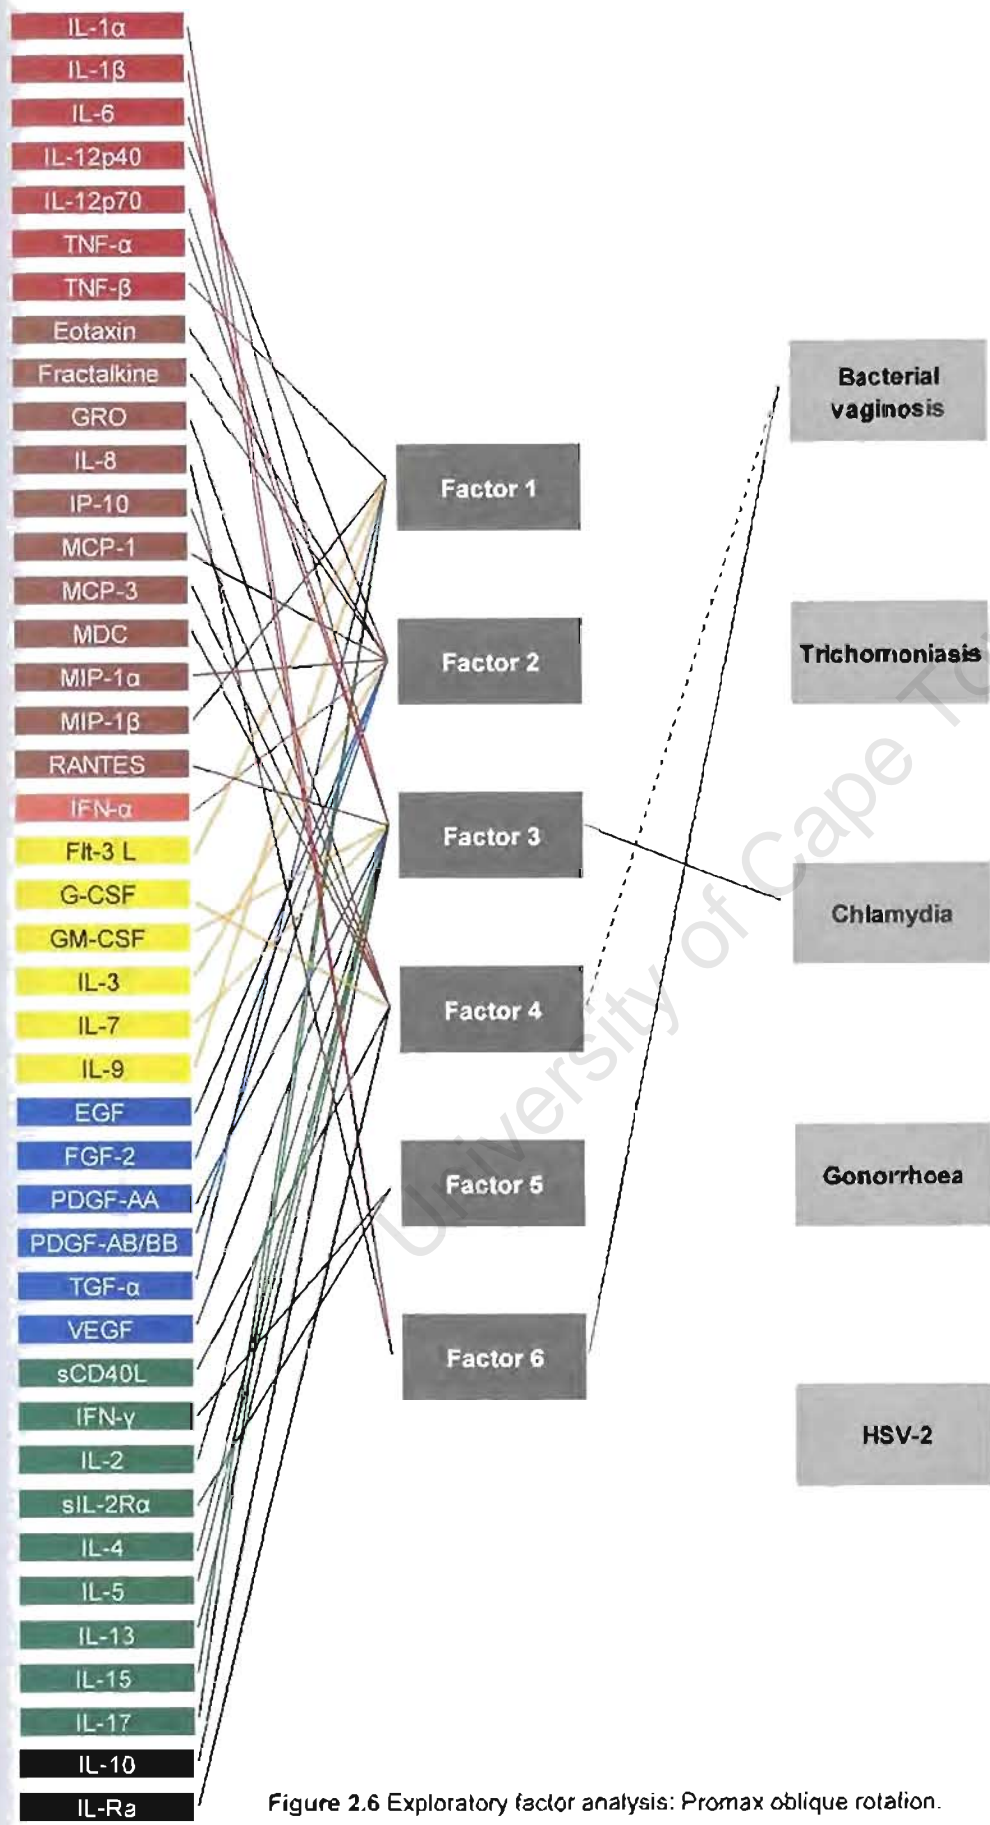 IL-1α
IL-1β
IL-6
IL-12p40
IL-12p70
TNF-α
TNF-β
Eotaxin
Fractalkine
GRO
IL-8
IP-10
MCP-1
MCP-3
MDC
MIP-1α
MIP-1β
RANTES
IFN-α
Flt-3 L
G-CSF
GM-CSF
IL-3
IL-7
IL-9
EGF
FGF-2
PDGF-AA
PDGF-AB/BB
TGF-α
VEGF
sCD40L
IFN-γ
IL-2
sIL-2Rα
IL-4
IL-5
IL-13
IL-15
IL-17
IL-10
IL-Ra
Factor 1
Factor 2
Factor 3
Factor 4
Factor 5
Factor 6
Bacterial
vaginosis
Trichomoniasis
Chlamydia
Gonorrhoea
HSV-2
University of Cape
Figure 2.6 Exploratory factor analysis: Promax oblique rotation.